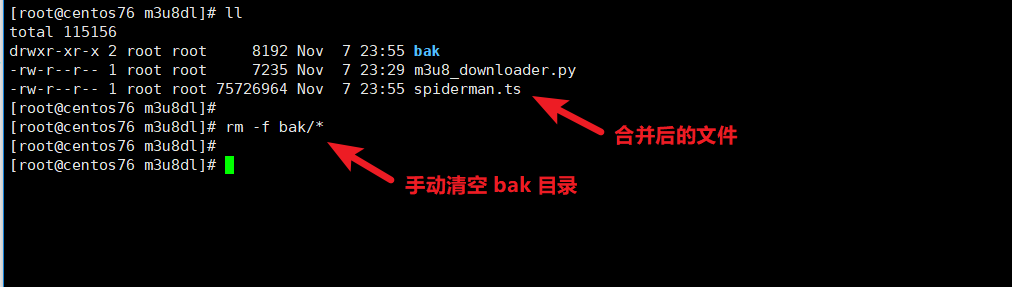 [root@centos76 m3u8dl]# ll
total 115156
drwxr-xr-x 2 root root     8192 Nov  7 23:55 bak
-rw-r--r-- 1 root root     7235 Nov  7 23:29 m3u8_downloader.py
-rw-r--r-- 1 root root 75726964 Nov  7 23:55 spiderman.ts
[root@centos76 m3u8dl]#
[root@centos76 m3u8dl]# rm -f bak/*
合并后的文件
[root@centos76 m3u8dl]#
[root@centos76 m3u8dl]#
手动清空 bak 目录